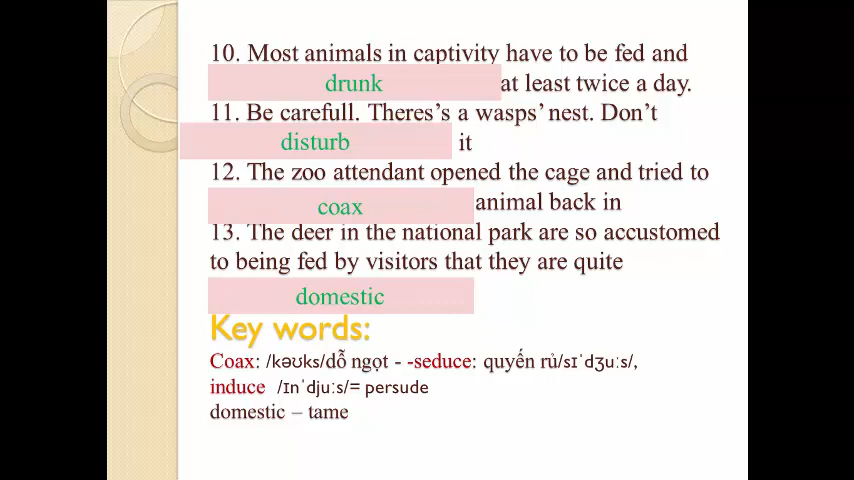 10. Most animals in captivity have to be fed and
drunk at least twice a day.
11. Be carefull. Theres’s a wasps’ nest. Don’t
disturb it
12. The zoo attendant opened the cage and tried to
coax animal back in
13. The deer in the national park are so accustomed
to being fed by visitors that they are quite
domestic
Key words:
Coax: /kəʊks/dỗ ngọt - -seduce: quyến rủ/sɪˈdʒuːs/,
induce /ɪnˈdjuːs/= persude
domestic – tame